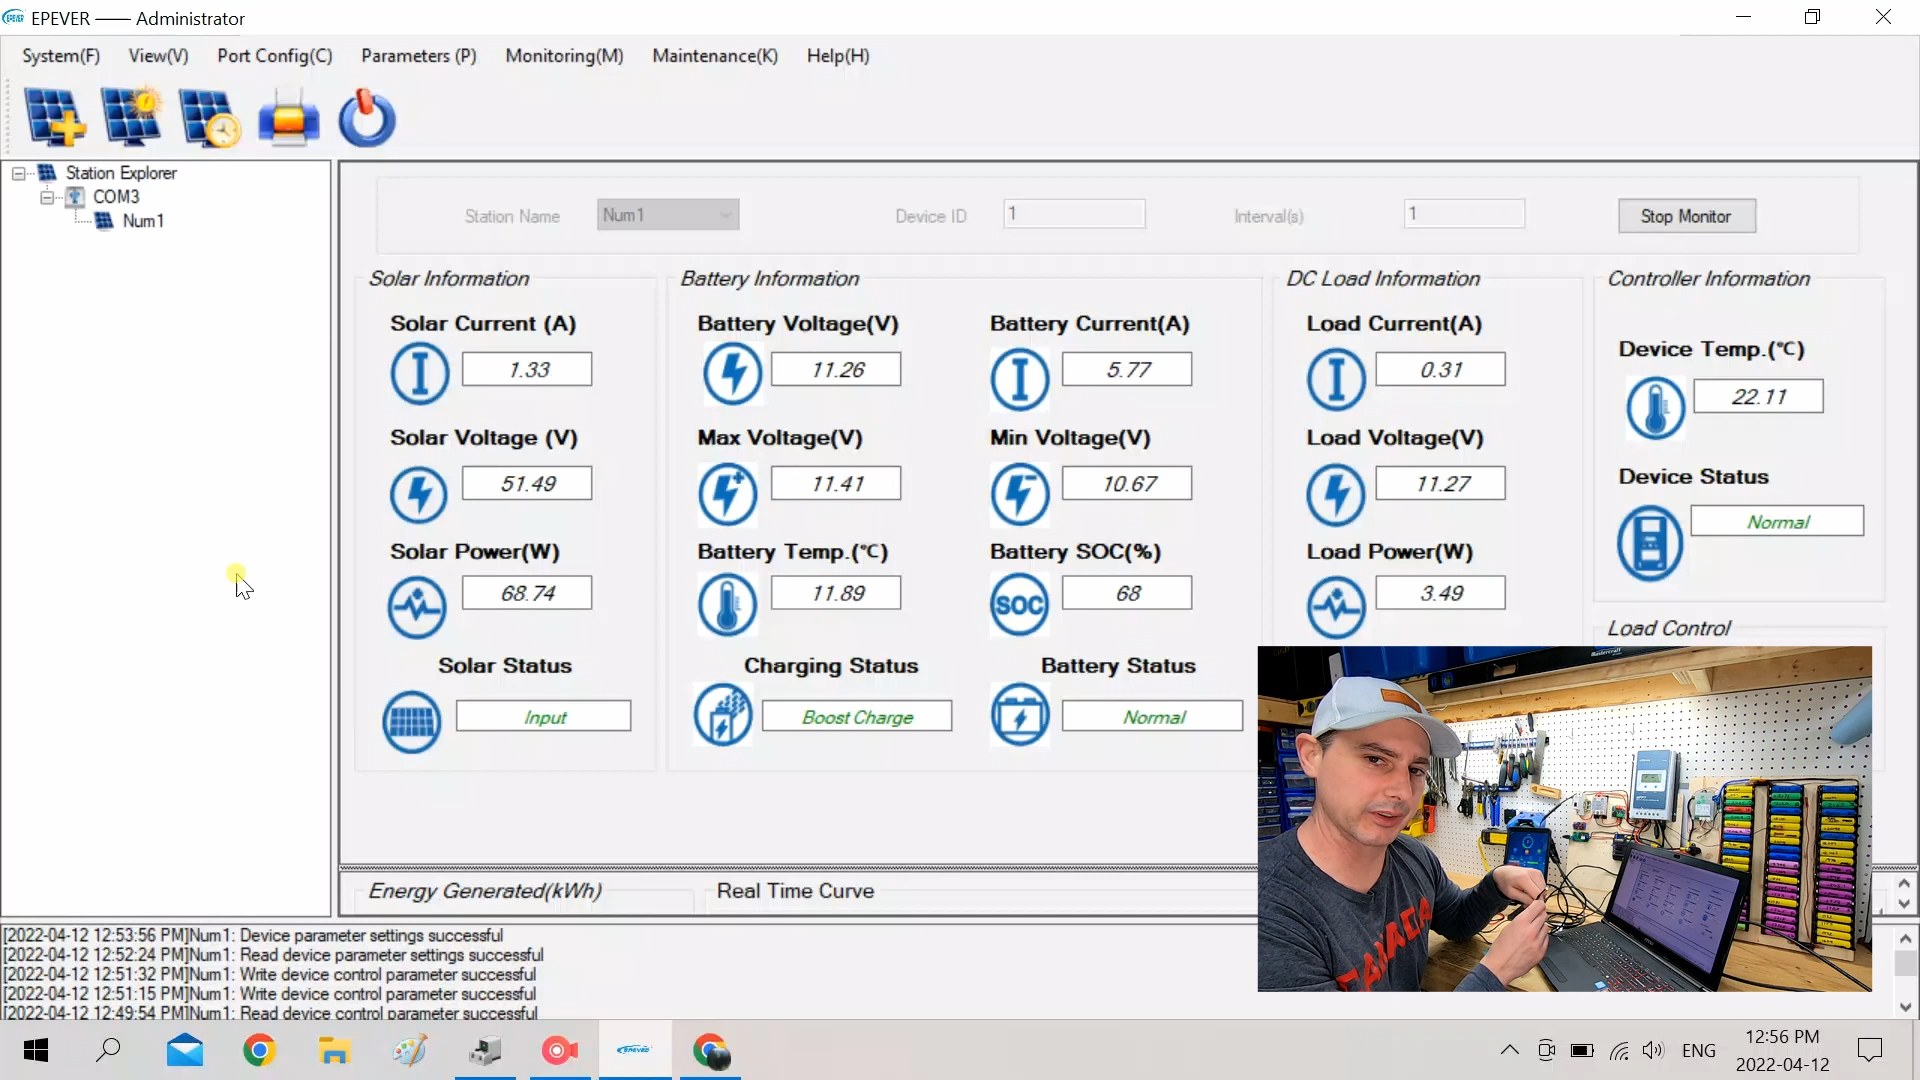 EPEVER —— Administrator
System(F) View(V) Port Config(C) Parameters (P) Monitoring(M) Maintenance(K) Help(H)
Station Explorer
COM3
Num1
Station Name Num1 Device ID 1 Interval(s) 1 Stop Monitor
Solar Information
Solar Current (A)
1.33
Solar Voltage (V)
51.49
Solar Power(W)
68.74
Solar Status
Input
Battery Information
Battery Voltage(V) Battery Current(A)
11.26 5.77
Max Voltage(V) Min Voltage(V)
11.41 10.67
Battery Temp.(℃) Battery SOC(%)
11.89 SOC 68
Charging Status Battery Status
Boost Charge Normal
DC Load Information
Load Current(A)
0.31
Load Voltage(V)
11.27
Load Power(W)
3.49
Controller Information
Device Temp.(℃)
22.11
Device Status
Normal
Load Control
Energy Generated(kWh) Real Time Curve
[2022-04-12 12:53:56 PM]Num1: Device parameter settings successful
[2022-04-12 12:52:24 PM]Num1: Read device parameter settings successful
[2022-04-12 12:51:32 PM]Num1: Write device control parameter successful
[2022-04-12 12:51:15 PM]Num1: Write device control parameter successful
[2022-04-12 12:49:54 PM]Num1: Read device control parameter successful
ENG
12:56 PM
2022-04-12